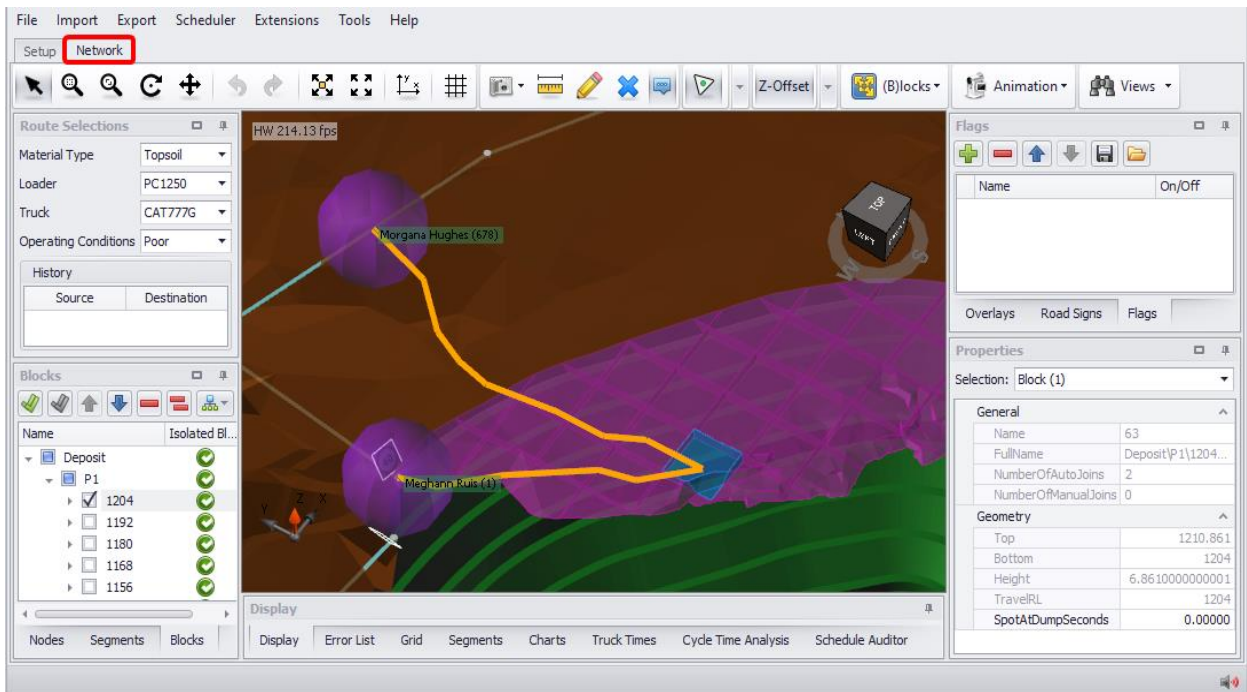 File Import Export Scheduler Extensions Tools Help
Setup Network
Z-Offset (B)locks Animation Views
Route Selections
Material Type Topsoil
Loader PC1250
Truck CAT777G
Operating Conditions Poor
History
Source Destination
Blocks
Name Isolated Bl...
Deposit
P1
1204
1192
1180
1168
1156
Nodes Segments Blocks
HW 214.13 fps
Morgana Hughes (678)
TOP
W S
Meghann Ruis (1)
Z X
Y
Display
Display Error List Grid Segments Charts Truck Times Cycle Time Analysis Schedule Auditor
Flags
Name On/Off
Overlays Road Signs Flags
Properties
Selection: Block (1)
General
Name 63
FullName Deposit\P1\1204...
NumberOfAutoJoins 2
NumberOfManualJoins 0
Geometry
Top 1210.861
Bottom 1204
Height 6.8610000000001
TravelRL 1204
SpotAtDumpSeconds 0.00000